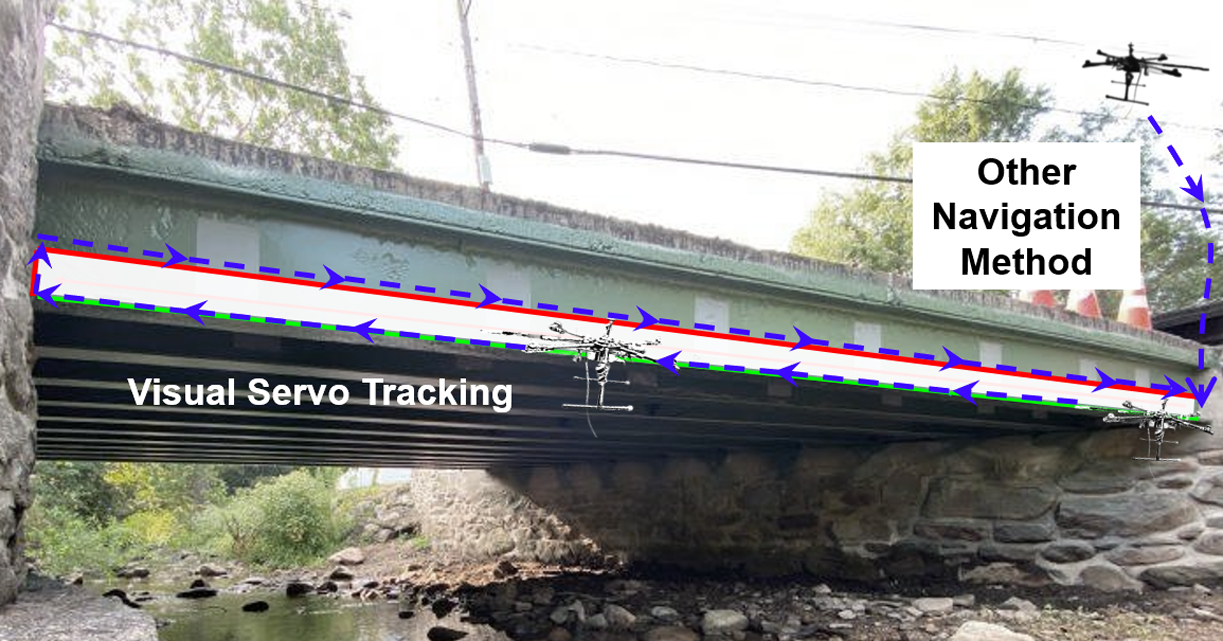 Other
Navigation
Method
Visual Servo Tracking